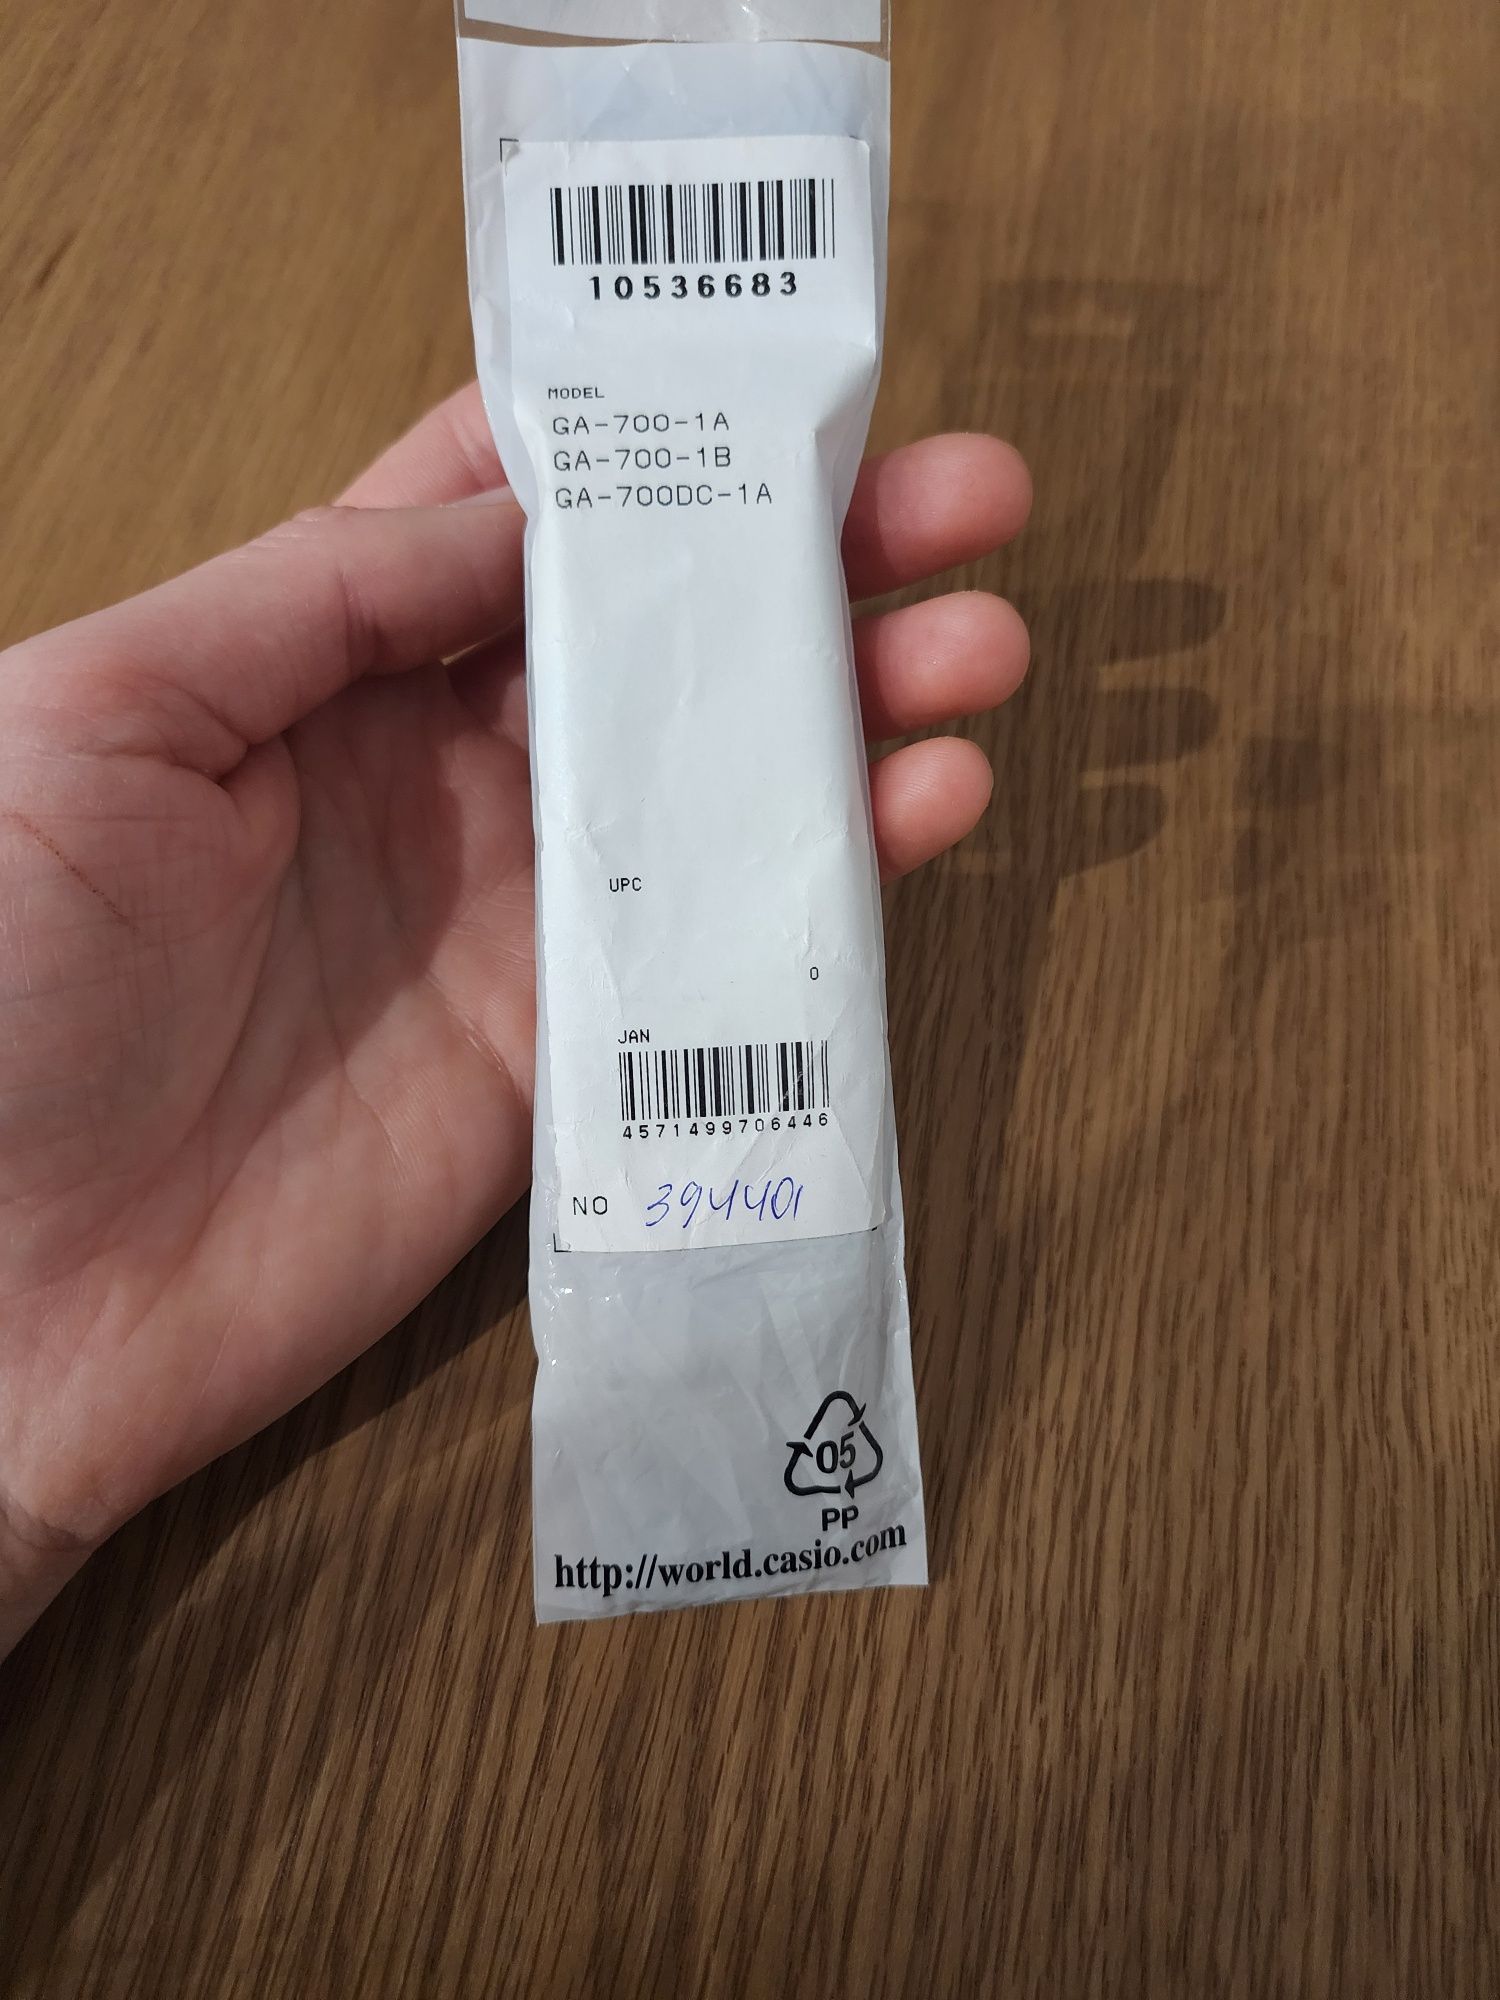 10536683
MODEL
GA-700-1A
GA-700-1B
GA-700DC-1A
UPC
0
JAN
4571499706446
NO 394401
05
PP
http://world.casio.com